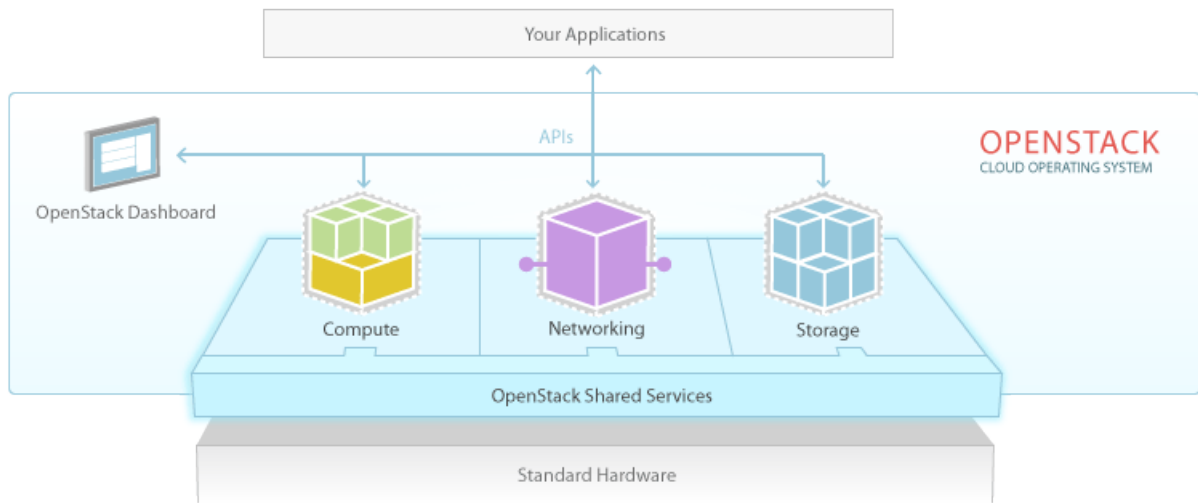 Your Applications
APIs
OPENSTACK
CLOUD OPERATING SYSTEM
OpenStack Dashboard
Compute
Networking
Storage
OpenStack Shared Services
Standard Hardware